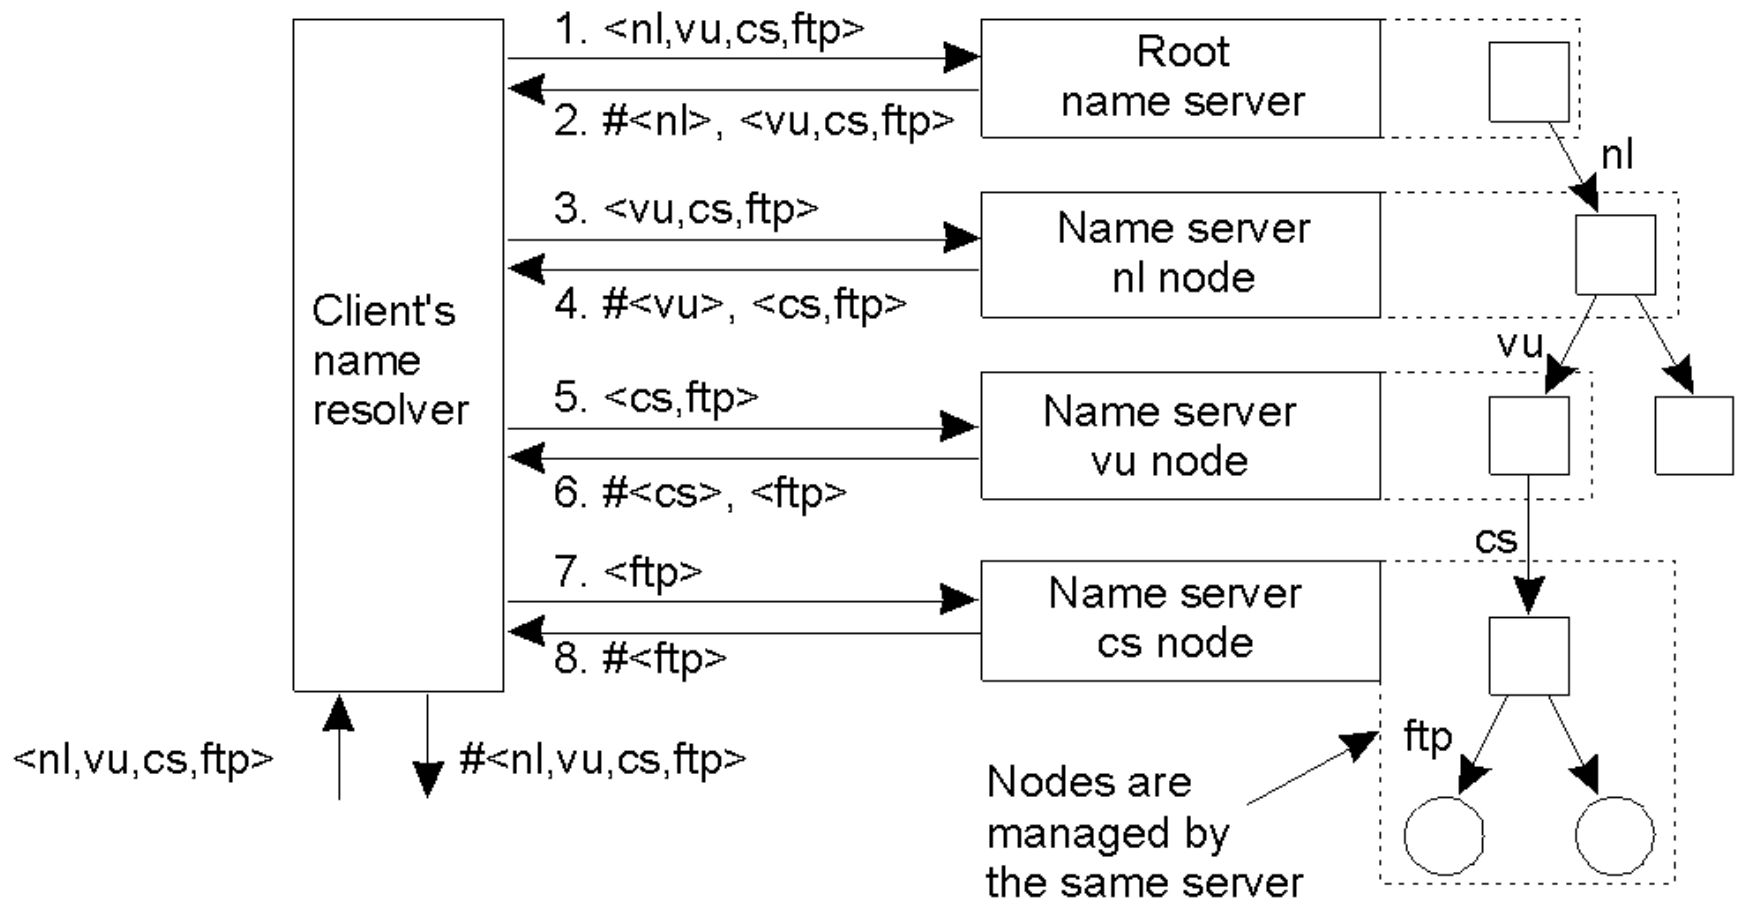 1. <nl,vu,cs,ftp>
Root
name server
2. #<nl>, <vu,cs,ftp>
nl
3. <vu,cs,ftp>
Name server
nl node
4. #<vu>, <cs,ftp>
Client's
name
resolver
vu
5. <cs,ftp>
Name server
vu node
6. #<cs>, <ftp>
cs
7. <ftp>
Name server
cs node
8. #<ftp>
<nl,vu,cs,ftp>
#<nl,vu,cs,ftp>
ftp
Nodes are
managed by
the same server